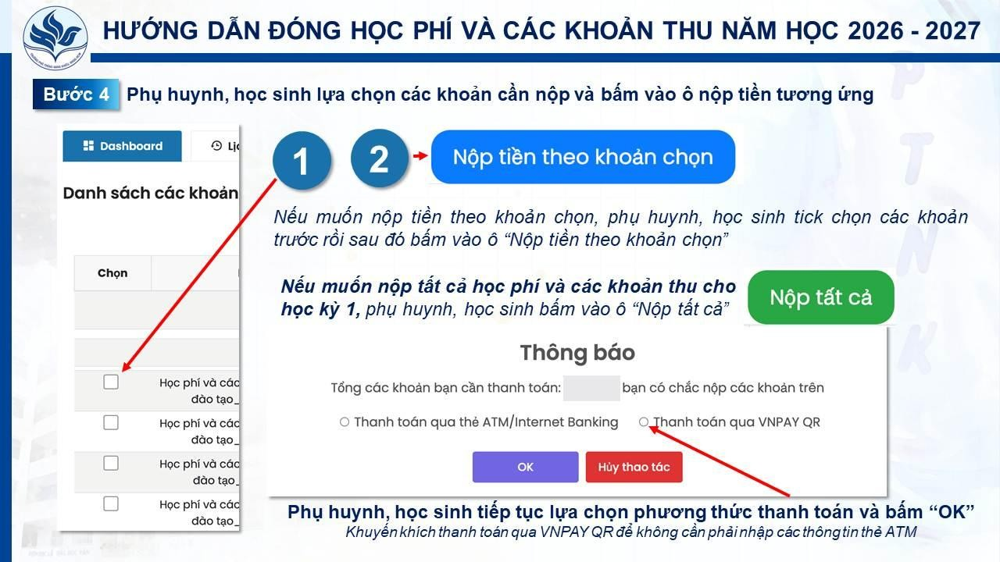 HƯỚNG DẪN ĐÓNG HỌC PHÍ VÀ CÁC KHOẢN THU NĂM HỌC 2026 - 2027
Bước 4
Phụ huynh, học sinh lựa chọn các khoản cần nộp và bấm vào ô nộp tiền tương ứng
Dashboard
Danh sách các khoản
Chọn
Học phí và các
đào tạo_
Học phí và các
đào tạo_
Học phí và các
đào tạo_
Học phí và các
đào tạo_
1
2
Nộp tiền theo khoản chọn
Nếu muốn nộp tiền theo khoản chọn, phụ huynh, học sinh tick chọn các khoản
trước rồi sau đó bấm vào ô “Nộp tiền theo khoản chọn”
Nếu muốn nộp tất cả học phí và các khoản thu cho
học kỳ 1, phụ huynh, học sinh bấm vào ô “Nộp tất cả”
Nộp tất cả
Thông báo
Tổng các khoản bạn cần thanh toán: bạn có chắc nộp các khoản trên
Thanh toán qua thẻ ATM/Internet Banking
Thanh toán qua VNPAY QR
OK
Hủy thao tác
Phụ huynh, học sinh tiếp tục lựa chọn phương thức thanh toán và bấm “OK”
Khuyến khích thanh toán qua VNPAY QR để không cần phải nhập các thông tin thẻ ATM
PTNK